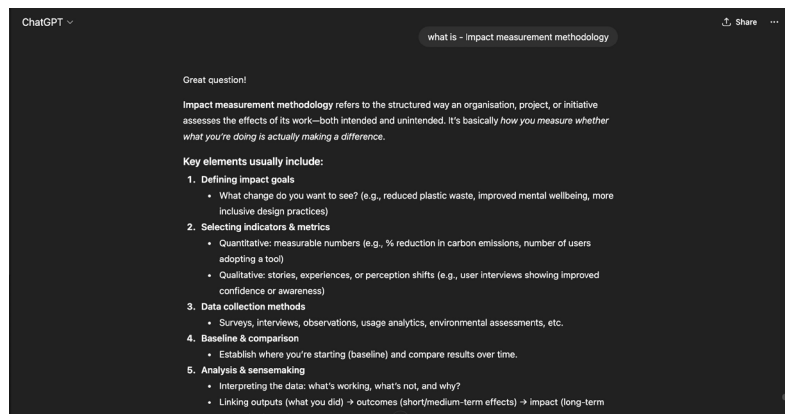 ChatGPT
Share
what is - Impact measurement methodology
Great question!
Impact measurement methodology refers to the structured way an organisation, project, or initiative
assesses the effects of its work—both intended and unintended. It's basically how you measure whether
what you're doing is actually making a difference.
Key elements usually include:
1. Defining impact goals
• What change do you want to see? (e.g., reduced plastic waste, improved mental wellbeing, more
inclusive design practices)
2. Selecting indicators & metrics
• Quantitative: measurable numbers (e.g., % reduction in carbon emissions, number of users
adopting a tool)
• Qualitative: stories, experiences, or perception shifts (e.g., user interviews showing improved
confidence or awareness)
3. Data collection methods
• Surveys, interviews, observations, usage analytics, environmental assessments, etc.
4. Baseline & comparison
• Establish where you're starting (baseline) and compare results over time.
5. Analysis & sensemaking
• Interpreting the data: what's working, what's not, and why?
• Linking outputs (what you did) → outcomes (short/medium-term effects) → impact (long-term